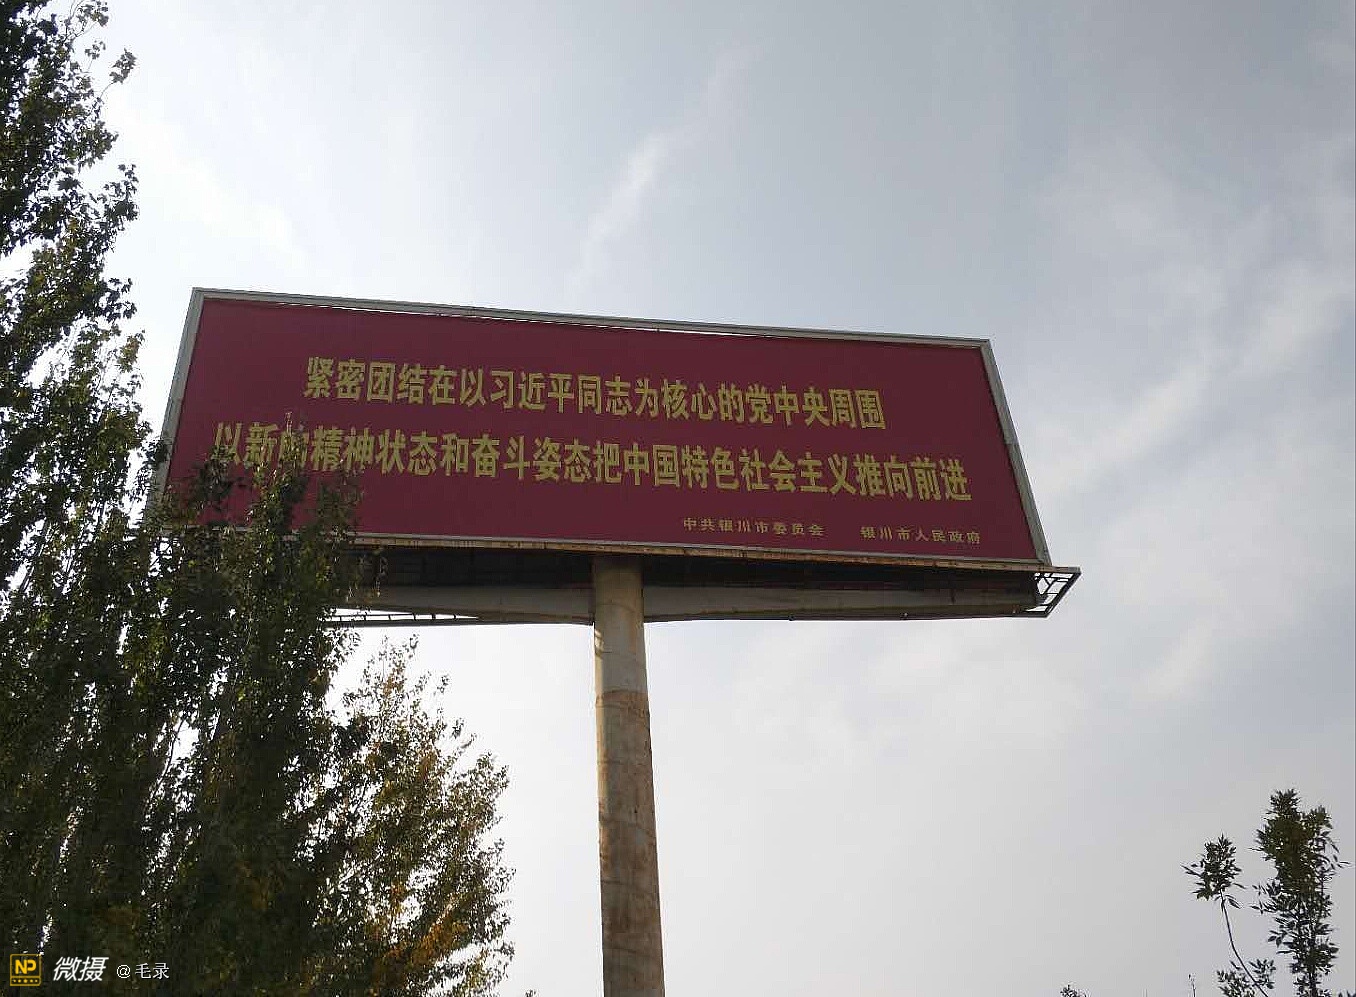 紧密团结在以习近平同志为核心的党中央周围
以新的精神状态和奋斗姿态把中国特色社会主义推向前进
中共银川市委员会 银川市人民政府
NP 微摄 @毛录